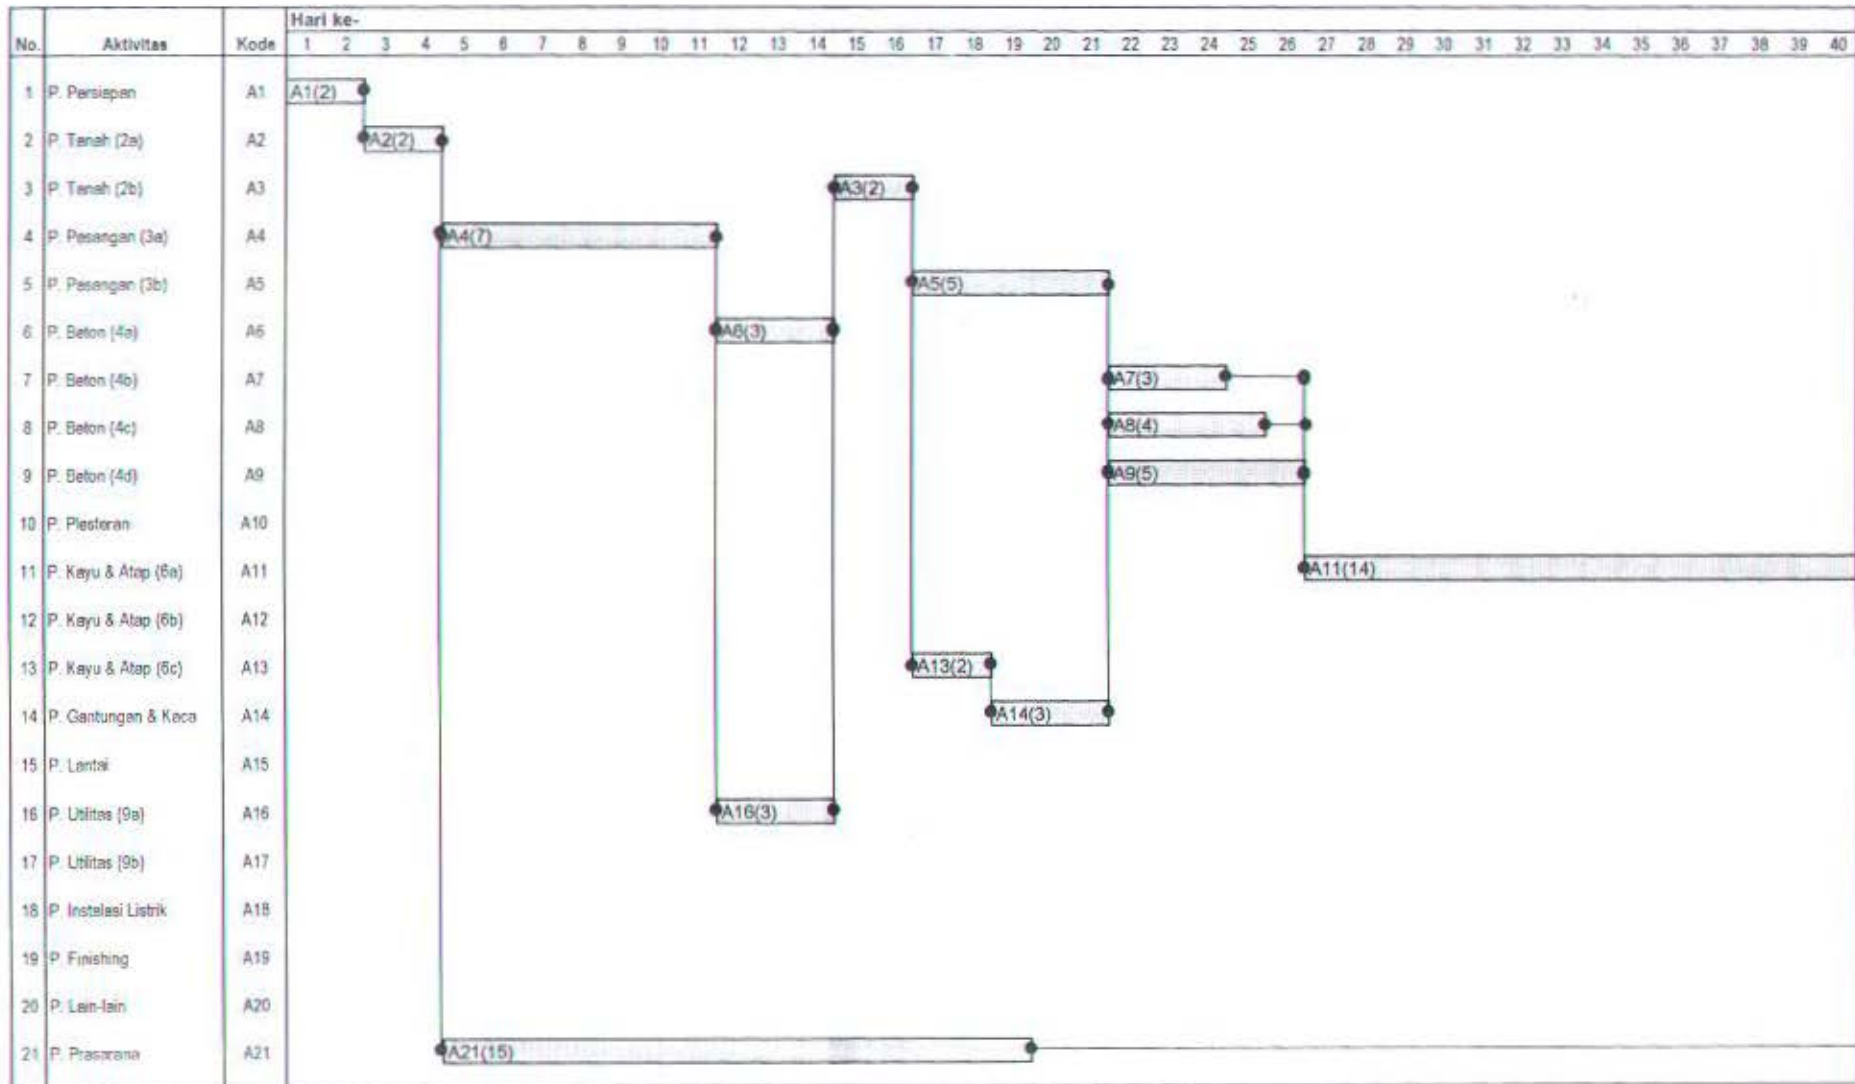 Hari ke-
No. Aktivitas Kode 1 2 3 4 5 6 7 8 9 10 11 12 13 14 15 16 17 18 19 20 21 22 23 24 25 26 27 28 29 30 31 32 33 34 35 36 37 38 39 40
1 P. Persiapan A1 A1(2)
2 P. Tanah (2a) A2 A2(2)
3 P. Tanah (2b) A3 A3(2)
4 P. Pasangan (3a) A4 A4(7)
5 P. Pasangan (3b) A5 A5(5)
6 P. Beton (4a) A6 A6(3)
7 P. Beton (4b) A7 A7(3)
8 P. Beton (4c) A8 A8(4)
9 P. Beton (4d) A9 A9(5)
10 P. Plesteran A10
11 P. Kayu & Atap (6a) A11 A11(14)
12 P. Kayu & Atap (6b) A12
13 P. Kayu & Atap (6c) A13 A13(2)
14 P. Gantungan & Kaca A14 A14(3)
15 P. Lantai A15
16 P. Utilitas (9a) A16 A16(3)
17 P. Utilitas (9b) A17
18 P. Instalasi Listrik A18
19 P. Finishing A19
20 P. Lain-lain A20
21 P. Prasarana A21 A21(15)